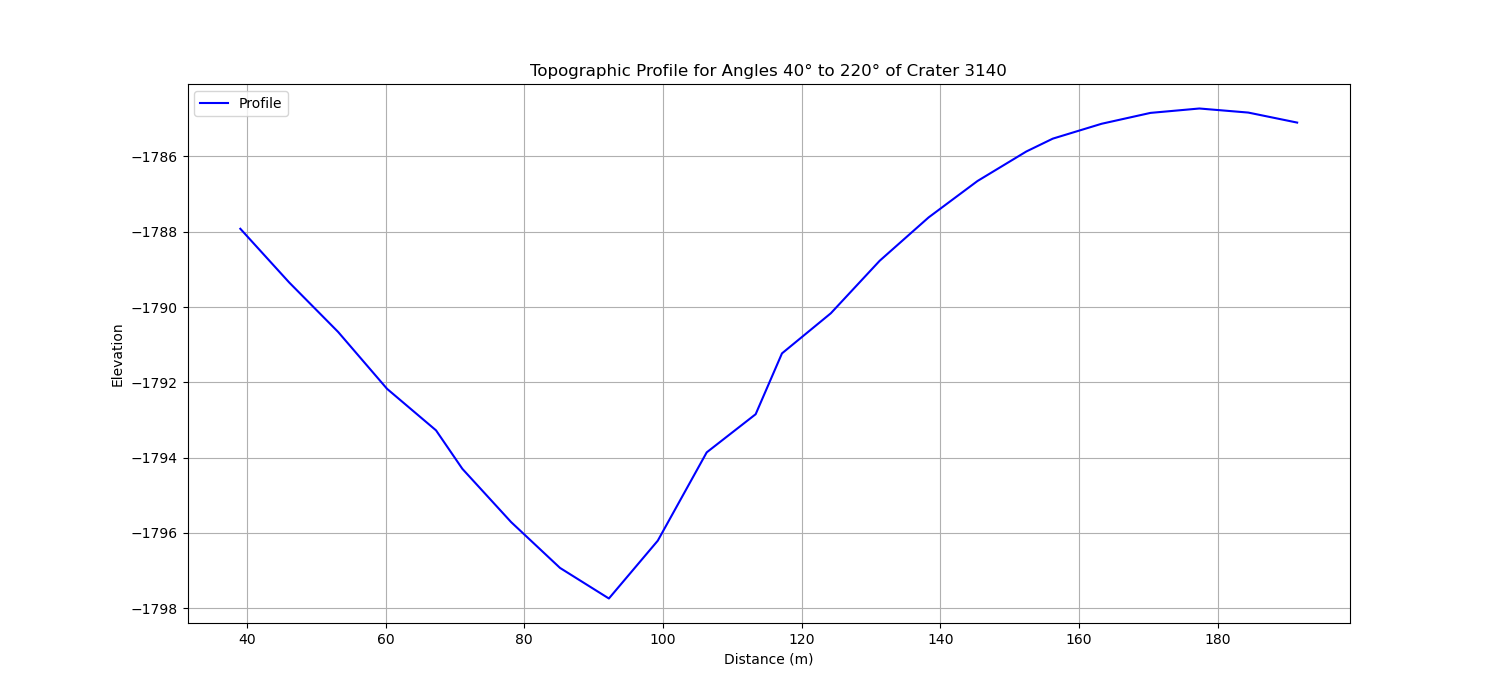 Topographic Profile for Angles 40° to 220° of Crater 3140
Profile
−1786
−1788
−1790
−1792
−1794
−1796
−1798
Elevation
40 60 80 100 120 140 160 180
Distance (m)